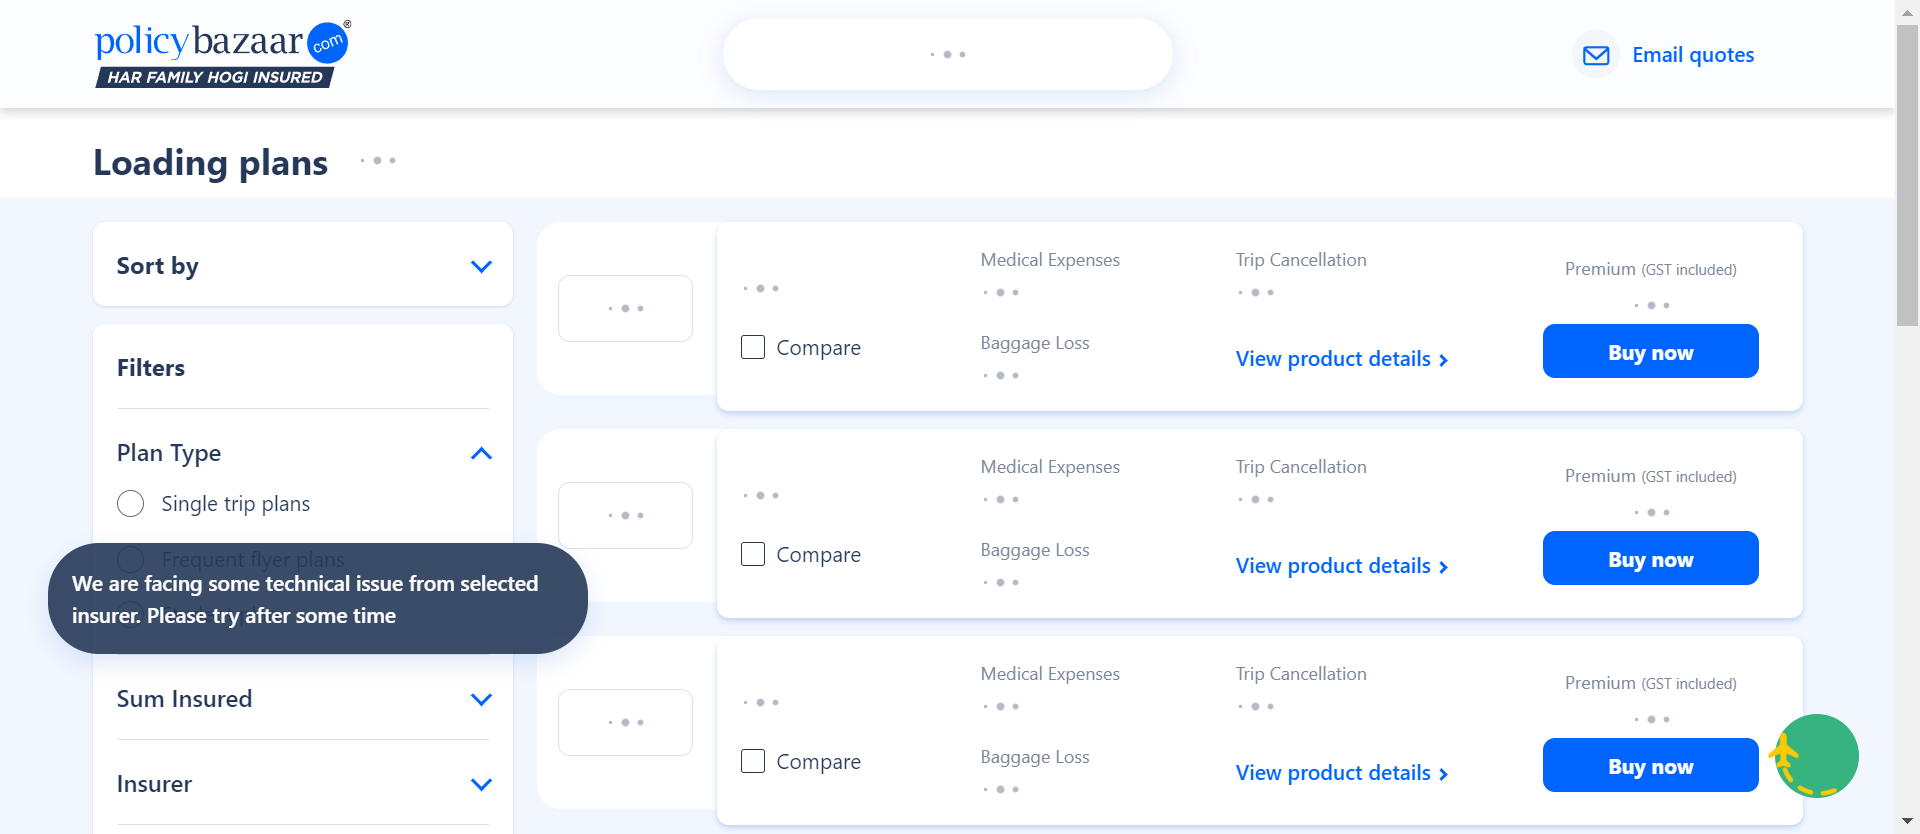 policybazaar com ®
HAR FAMILY HOGI INSURED
Email quotes
Loading plans
Sort by
Filters
Plan Type
Single trip plans
Frequent flyer plans
We are facing some technical issue from selected
insurer. Please try after some time
Sum Insured
Insurer
Compare
Medical Expenses
Baggage Loss
Trip Cancellation
View product details
Premium (GST included)
Buy now
Compare
Medical Expenses
Baggage Loss
Trip Cancellation
View product details
Premium (GST included)
Buy now
Compare
Medical Expenses
Baggage Loss
Trip Cancellation
View product details
Premium (GST included)
Buy now